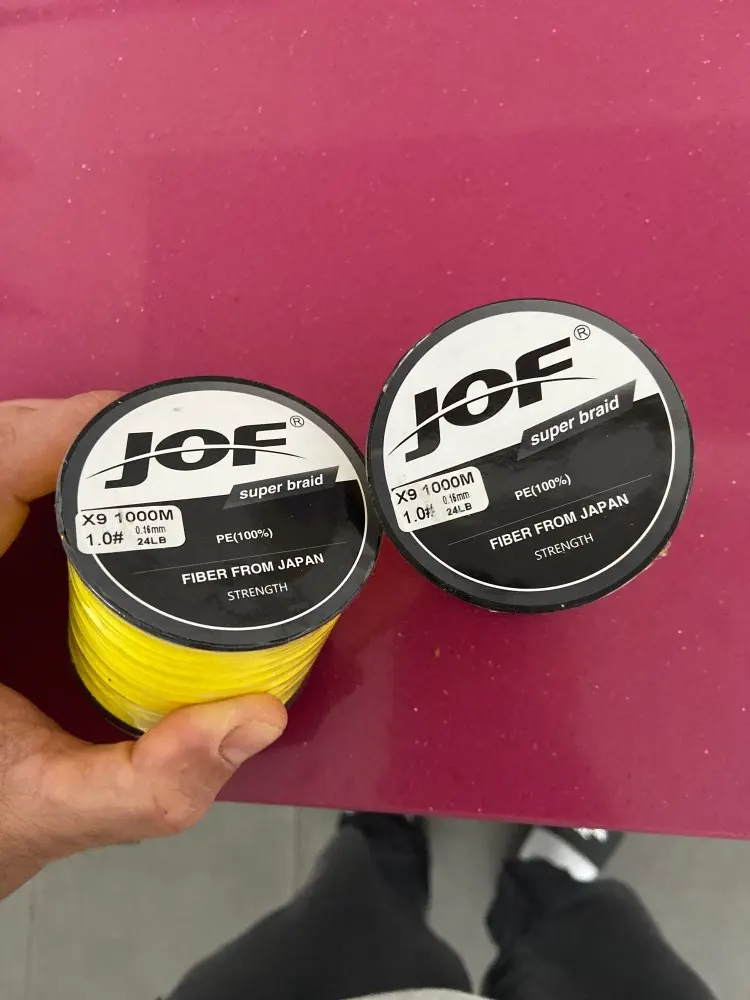 JOF®
super braid
X9 1000M
1.0# 0.16mm 24LB
PE(100%)
FIBER FROM JAPAN
STRENGTH
JOF®
super braid
X9 1000M
1.0# 0.16mm 24LB
PE(100%)
FIBER FROM JAPAN
STRENGTH